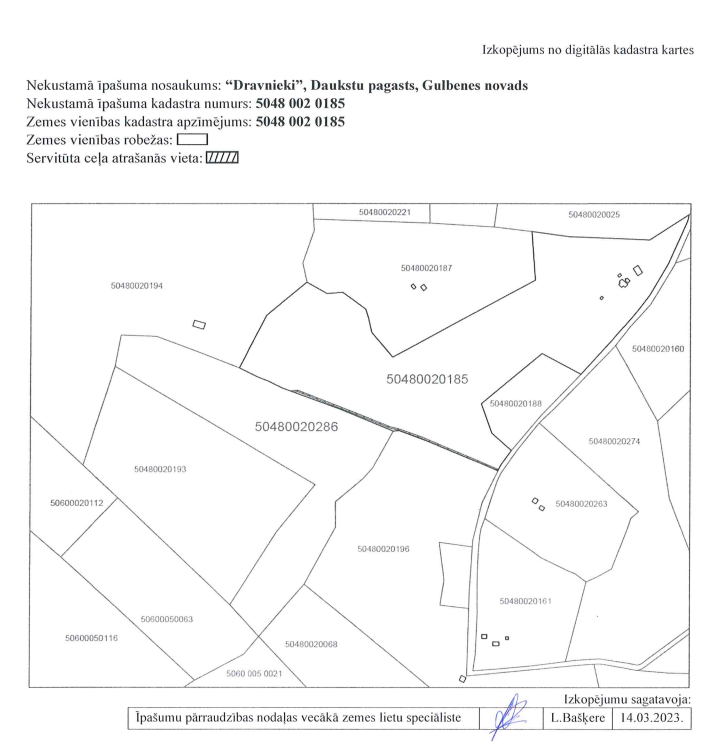 Izkopējums no digitālās kadastra kartes
Nekustamā īpašuma nosaukums: “Dravnieki”, Daukstu pagasts, Gulbenes novads
Nekustamā īpašuma kadastra numurs: 5048 002 0185
Zemes vienības kadastra apzīmējums: 5048 002 0185
Zemes vienības robežas:
Servitūta ceļa atrašanās vieta:
50480020221
50480020025
50480020187
50480020194
50480020160
50480020185
50480020188
50480020286
50480020274
50480020193
50600020112
50480020263
50480020196
50480020161
50600050063
50600050116
50480020068
5060 005 0021
Izkopējumu sagatavoja:
Īpašumu pārraudzības nodaļas vecākā zemes lietu speciāliste
L.Bašķere
14.03.2023.